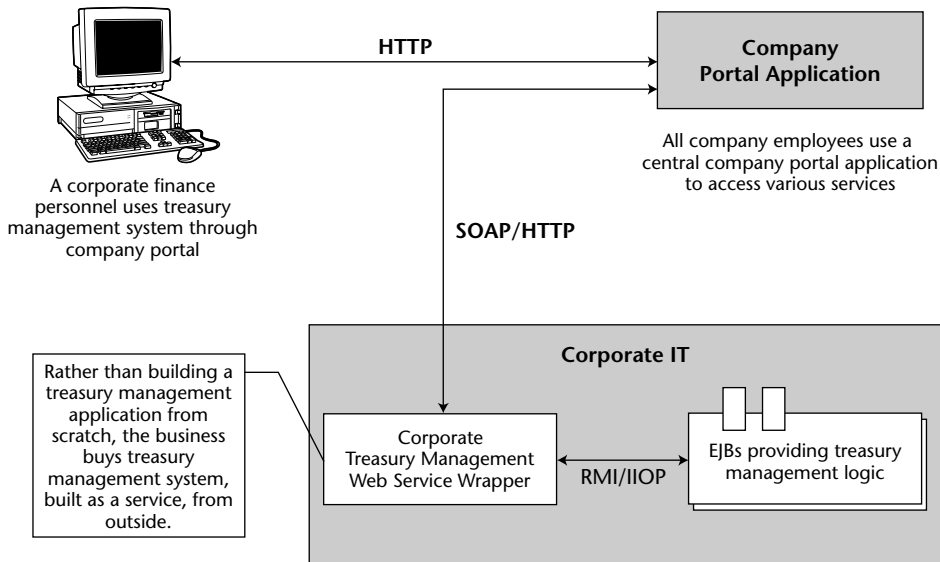 HTTP
Company
Portal Application
A corporate finance
personnel uses treasury
management system through
company portal
All company employees use a
central company portal application
to access various services
SOAP/HTTP
Corporate IT
Rather than building a
treasury management
application from
scratch, the business
buys treasury
management system,
built as a service, from
outside.
Corporate
Treasury Management
Web Service Wrapper
RMI/IIOP
EJBs providing treasury
management logic